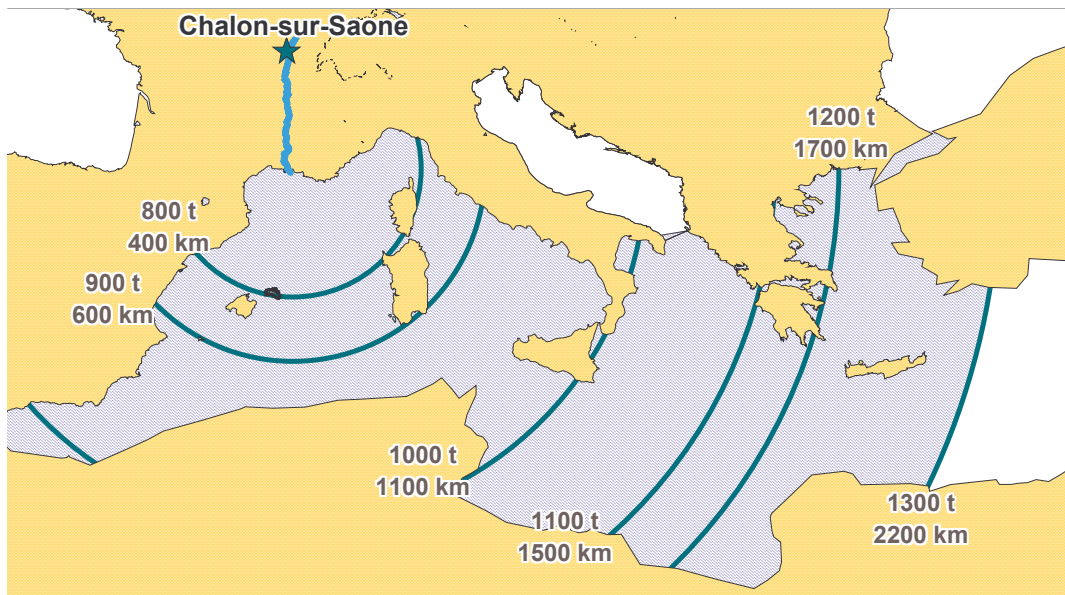 Chalon-sur-Saone
1200 t
1700 km
800 t
400 km
900 t
600 km
1000 t
1100 km
1100 t
1500 km
1300 t
2200 km